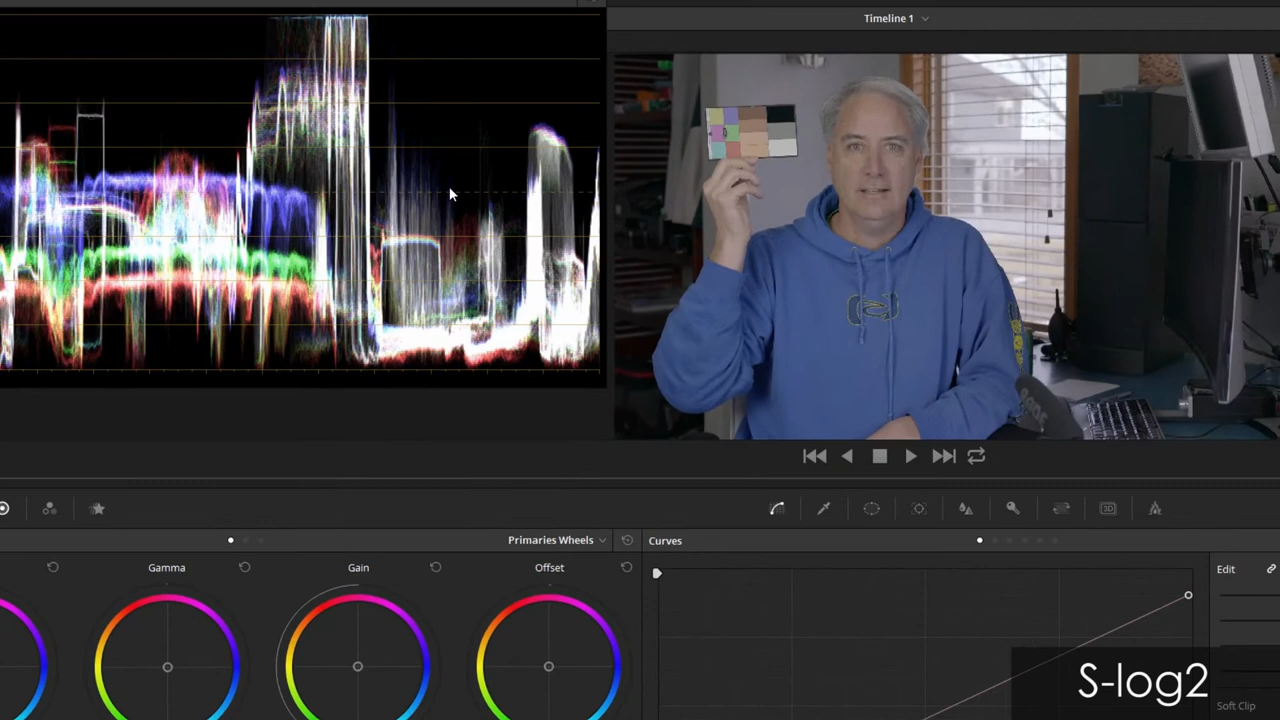 Timeline 1
Primaries Wheels
Curves
Gamma
Gain
Offset
Edit
S-log2
Soft Clip